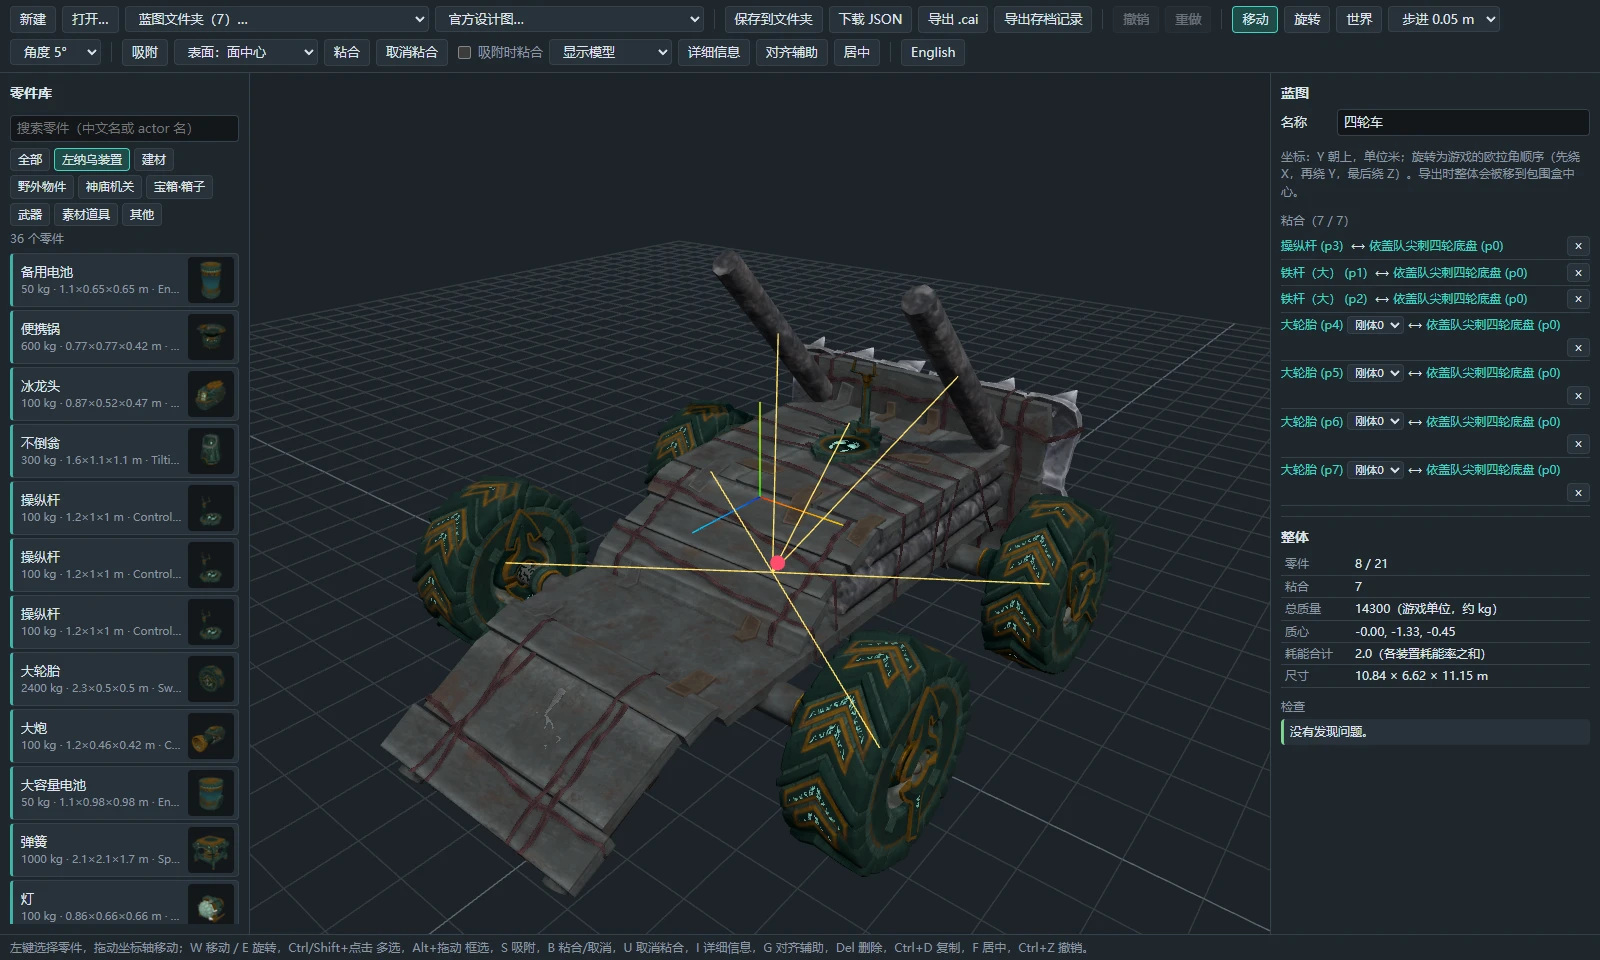 新建 打开... 蓝图文件夹（7）... 官方设计图... 保存到文件夹 下载 JSON 导出 .cai 导出存档记录 撤销 重做 移动 旋转 世界 步进 0.05 m
角度 5° 吸附 表面：面中心 粘合 取消粘合 吸附时粘合 显示模型 详细信息 对齐辅助 居中 English
零件库
搜索零件（中文名或 actor 名）
全部 左纳乌装置 建材
野外物件 神庙机关 宝箱·箱子
武器 素材道具 其他
36 个零件
备用电池
50 kg · 1.1×0.65×0.65 m · En...
便携锅
600 kg · 0.77×0.77×0.42 m · ...
冰龙头
100 kg · 0.87×0.52×0.47 m · ...
不倒翁
300 kg · 1.6×1.1×1.1 m · Tilti...
操纵杆
100 kg · 1.2×1×1 m · Control...
操纵杆
100 kg · 1.2×1×1 m · Control...
操纵杆
100 kg · 1.2×1×1 m · Control...
大轮胎
2400 kg · 2.3×0.5×0.5 m · Sw...
大炮
100 kg · 1.2×0.46×0.42 m · C...
大容量电池
50 kg · 1.1×0.98×0.98 m · En...
弹簧
1000 kg · 2.1×2.1×1.7 m · Sp...
灯
100 kg · 0.86×0.66×0.66 m · ...
蓝图
名称 四轮车
坐标：Y 朝上，单位米；旋转为游戏的欧拉角顺序（先绕
X，再绕 Y，最后绕 Z）。导出时整体会被移到包围盒中
心。
粘合（7 / 7）
操纵杆 (p3) ↔ 依盖队尖刺四轮底盘 (p0) ×
铁杆（大） (p1) ↔ 依盖队尖刺四轮底盘 (p0) ×
铁杆（大） (p2) ↔ 依盖队尖刺四轮底盘 (p0) ×
大轮胎 (p4) 刚体0 ↔ 依盖队尖刺四轮底盘 (p0)
×
大轮胎 (p5) 刚体0 ↔ 依盖队尖刺四轮底盘 (p0)
×
大轮胎 (p6) 刚体0 ↔ 依盖队尖刺四轮底盘 (p0)
×
大轮胎 (p7) 刚体0 ↔ 依盖队尖刺四轮底盘 (p0)
×
整体
零件 8 / 21
粘合 7
总质量 14300（游戏单位，约 kg）
质心 -0.00, -1.33, -0.45
耗能合计 2.0（各装置耗能率之和）
尺寸 10.84 × 6.62 × 11.15 m
检查
没有发现问题。
左键选择零件，拖动坐标轴移动；W 移动 / E 旋转，Ctrl/Shift+点击 多选，Alt+拖动 框选，S 吸附，B 粘合/取消，U 取消粘合，I 详细信息，G 对齐辅助，Del 删除，Ctrl+D 复制，F 居中，Ctrl+Z 撤销。